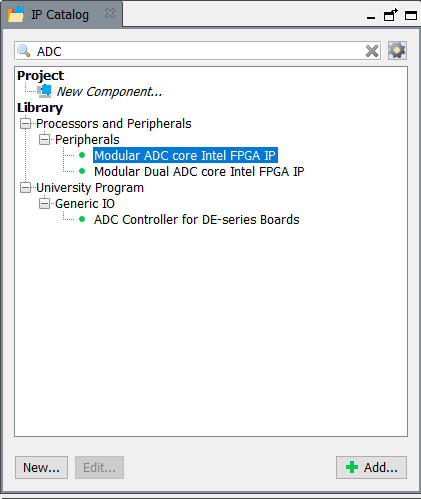 IP Catalog
ADC
Project
New Component...
Library
Processors and Peripherals
Peripherals
Modular ADC core Intel FPGA IP
Modular Dual ADC core Intel FPGA IP
University Program
Generic IO
ADC Controller for DE-series Boards
New... Edit... Add...